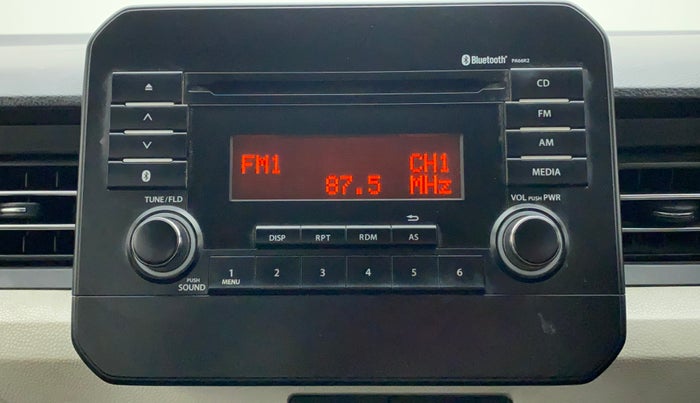 Bluetooth® PA66R2
CD
FM
AM
MEDIA
FM1 CH1
87.5 MHz
TUNE/FLD
VOL PUSH PWR
DISP RPT RDM AS
PUSH
SOUND
1 2 3 4 5 6
MENU